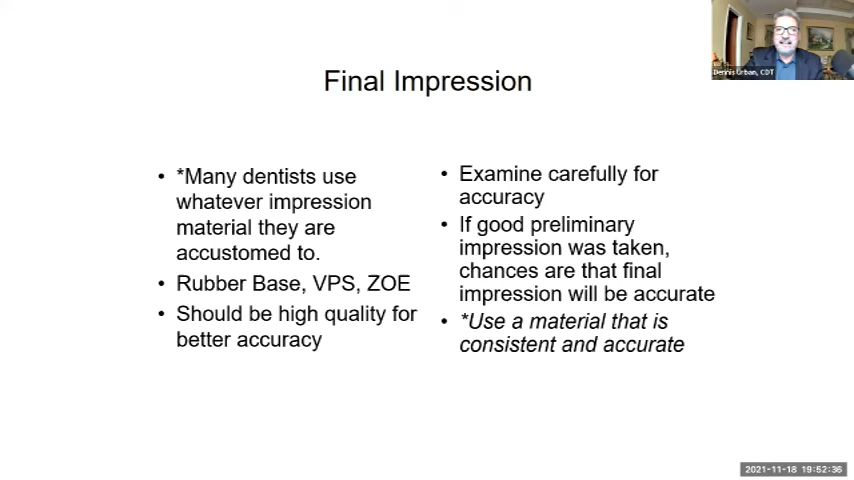 Dennis Urban, CDT
Final Impression
• *Many dentists use
whatever impression
material they are
accustomed to.
• Rubber Base, VPS, ZOE
• Should be high quality for
better accuracy
• Examine carefully for
accuracy
• If good preliminary
impression was taken,
chances are that final
impression will be accurate
• *Use a material that is
consistent and accurate
2021-11-18 19:52:36